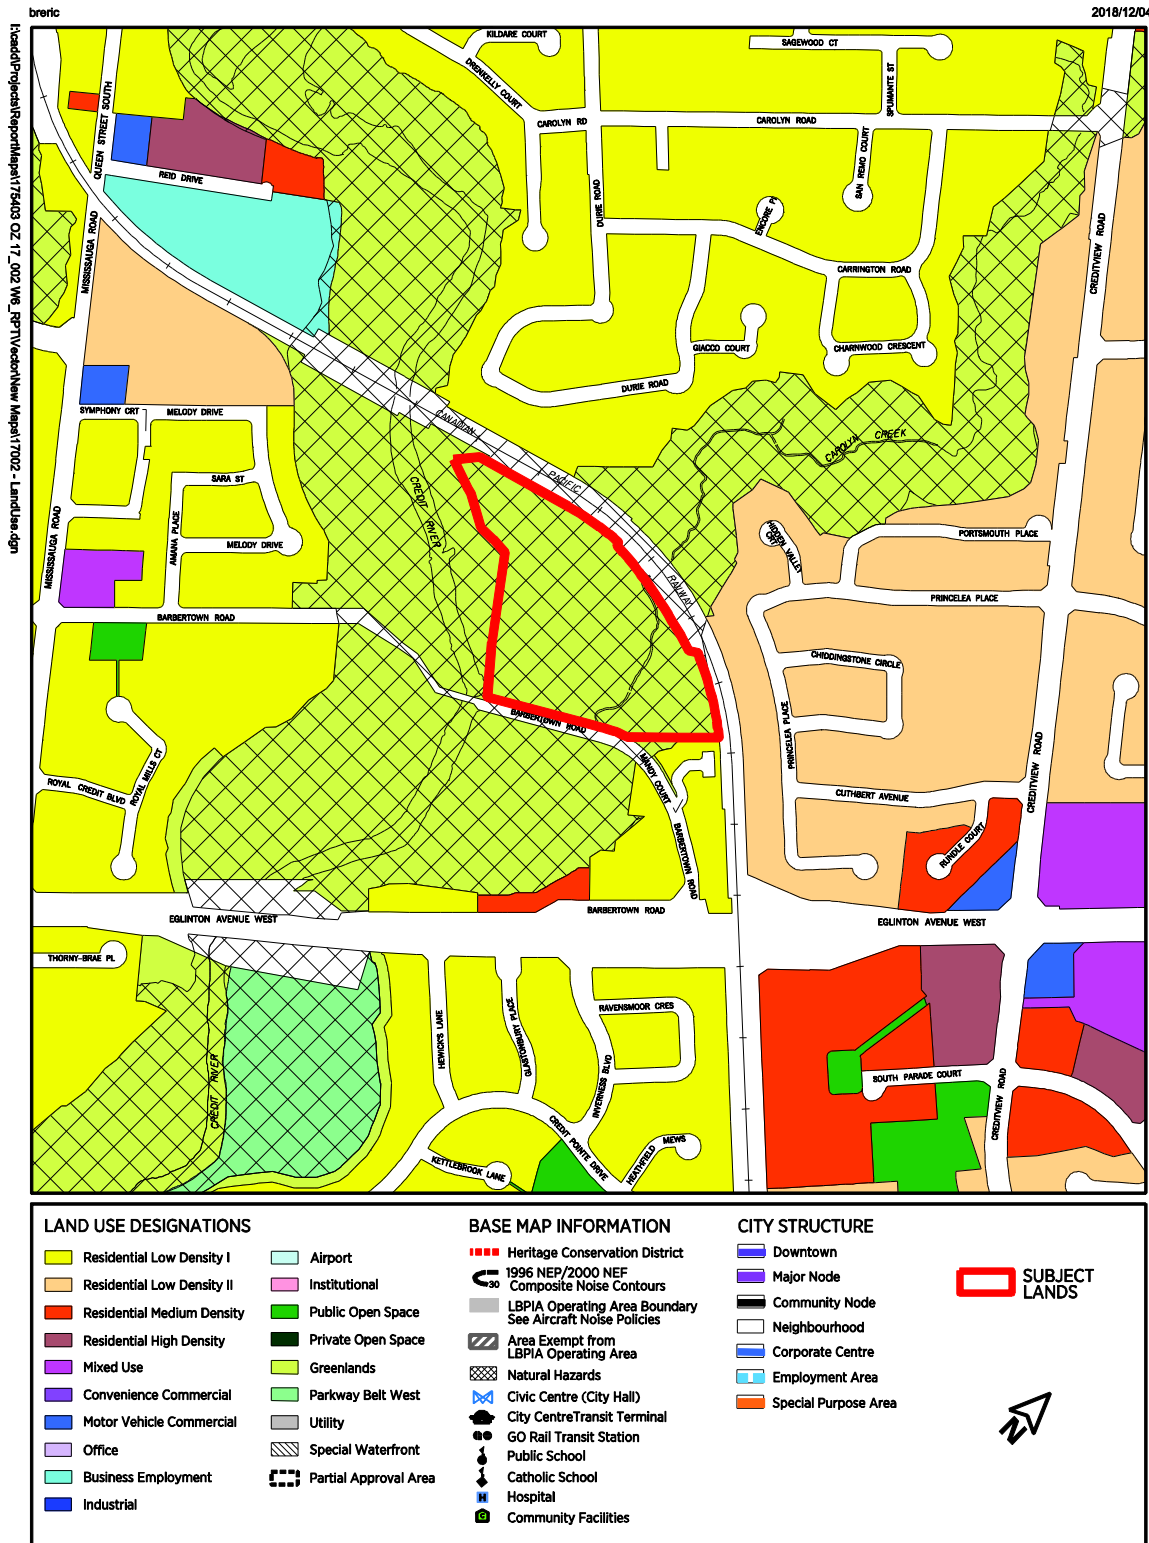 breric
2018/12/04
I:\cadd\Projects\ReportMaps\175403 OZ 17_002 W6_RPT\Vector\New Maps\17002 - LandUse.dgn
KILDARE COURT
SAGEWOOD CT
DRENKELLY COURT
SPUMANTE ST
QUEEN STREET SOUTH
CAROLYN RD
CAROLYN ROAD
SAN REMO COURT
REID DRIVE
DURIE ROAD
ENCORE PL
MISSISSAUGA ROAD
CREDITVIEW ROAD
CARRINGTON ROAD
GIACCO COURT
CHARNWOOD CRESCENT
DURIE ROAD
SYMPHONY CRT
MELODY DRIVE
CANADIAN
CAROLYN CREEK
SARA ST
PACIFIC
CREDIT RIVER
MISSISSAUGA ROAD
AMANA PLACE
MELODY DRIVE
HIDDEN VALLEY
CRT
PORTSMOUTH PLACE
RAILWAY
PRINCELEA PLACE
BARBERTOWN ROAD
CHIDDINGSTONE CIRCLE
BARBERTOWN ROAD
PRINCELEA PLACE
ROYAL MILLS CT
ROYAL CREDIT BLVD
MANDY COURT
CREDITVIEW ROAD
CUTHBERT AVENUE
BARBERTOWN ROAD
RUNDLE COURT
BARBERTOWN ROAD
EGLINTON AVENUE WEST
EGLINTON AVENUE WEST
THORNY-BRAE PL
HEWICK'S LANE
GLASTONBURY PLACE
RAVENSMOOR CRES
INVERNESS BLVD
CREDIT RIVER
SOUTH PARADE COURT
CREDITVIEW ROAD
CREDIT POINTE DRIVE
HEATHFIELD MEWS
KETTLEBROOK LANE
LAND USE DESIGNATIONS
Residential Low Density I
Residential Low Density II
Residential Medium Density
Residential High Density
Mixed Use
Convenience Commercial
Motor Vehicle Commercial
Office
Business Employment
Industrial
Airport
Institutional
Public Open Space
Private Open Space
Greenlands
Parkway Belt West
Utility
Special Waterfront
Partial Approval Area
BASE MAP INFORMATION
Heritage Conservation District
30
1996 NEP/2000 NEF
Composite Noise Contours
LBPIA Operating Area Boundary
See Aircraft Noise Policies
Area Exempt from
LBPIA Operating Area
Natural Hazards
Civic Centre (City Hall)
City CentreTransit Terminal
GO Rail Transit Station
Public School
Catholic School
H Hospital
Community Facilities
CITY STRUCTURE
Downtown
Major Node
Community Node
Neighbourhood
Corporate Centre
Employment Area
Special Purpose Area
SUBJECT
LANDS
N